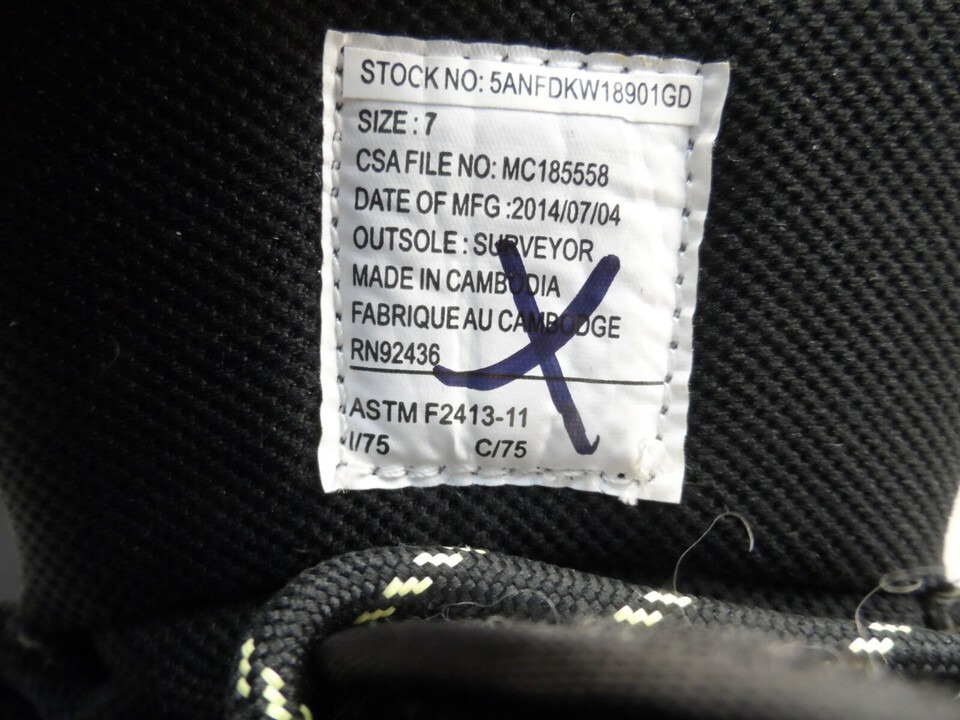 STOCK NO: 5ANFDKW18901GD
SIZE : 7
CSA FILE NO: MC185558
DATE OF MFG :2014/07/04
OUTSOLE : SURVEYOR
MADE IN CAMBODIA
FABRIQUE AU CAMBODGE
RN92436
ASTM F2413-11
I/75 C/75